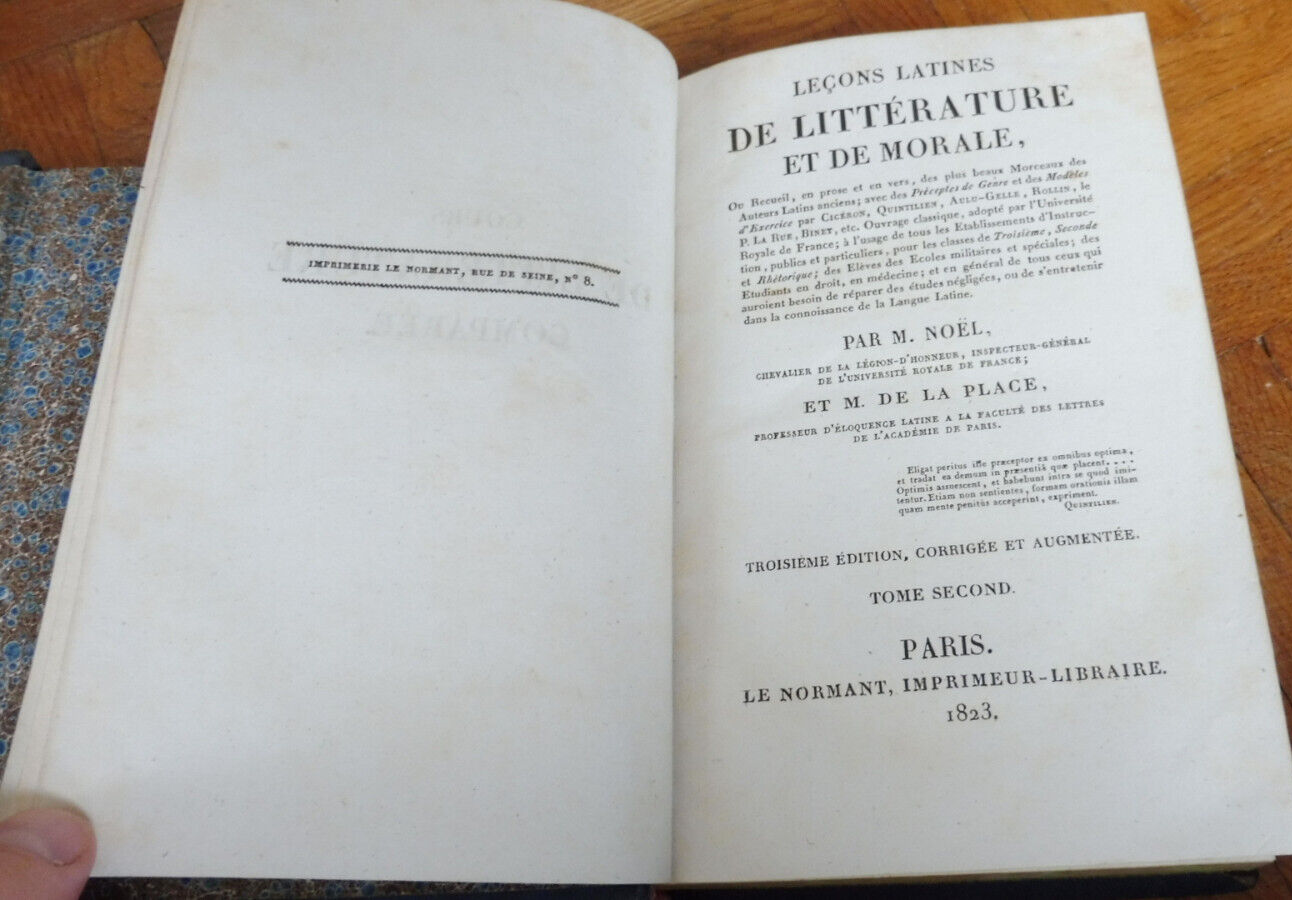 IMPRIMERIE LE NORMANT, RUE DE SEINE, N° 8.
LEÇONS LATINES
DE LITTÉRATURE
ET DE MORALE,
OU Recueil, en prose et en vers, des plus beaux Morceaux des
Auteurs Latins anciens; avec des Préceptes de Genre et des Modèles
d'Exercice par CICÉRON, QUINTILIEN, AULU-GELLE, ROLLIN, le
P. LA RUE, BINET, etc. Ouvrage classique, adopté par l'Université
Royale de France; à l'usage de tous les Etablissements d'Instruc-
tion, publics et particuliers, pour les classes de Troisième, Seconde
et Rhétorique; des Elèves des Ecoles militaires et spéciales; des
Etudiants en droit, en médecine; et en général de tous ceux qui
auroient besoin de réparer des études négligées, ou de s'entretenir
dans la connoissance de la Langue Latine.
PAR M. NOËL,
CHEVALIER DE LA LÉGION-D'HONNEUR, INSPECTEUR-GÉNÉRAL
DE L'UNIVERSITÉ ROYALE DE FRANCE;
ET M. DE LA PLACE,
PROFESSEUR D'ÉLOQUENCE LATINE A LA FACULTÉ DES LETTRES
DE L'ACADÉMIE DE PARIS.
Eligat peritus ille præceptor ex omnibus optima,
et tradat ea demum in præsentiâ quæ placent....
Optimis assuescent, et habebunt intra se quod imi-
tentur. Etiam non sentientes, formam orationis illam
quam mente penitùs acceperint, expriment.
QUINTILIEN.
TROISIÈME ÉDITION, CORRIGÉE ET AUGMENTÉE.
TOME SECOND.
PARIS.
LE NORMANT, IMPRIMEUR-LIBRAIRE.
1823.